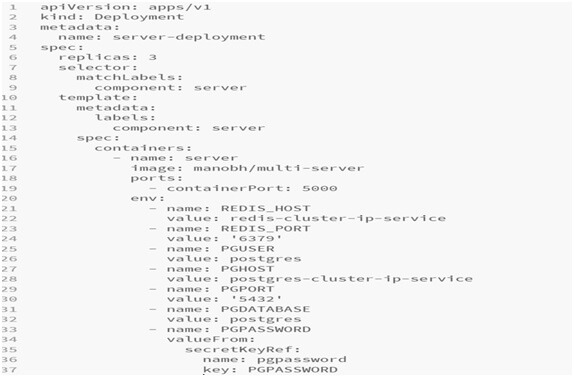 1 apiVersion: apps/v1
2 kind: Deployment
3 metadata:
4   name: server-deployment
5 spec:
6   replicas: 3
7   selector:
8     matchLabels:
9       component: server
10   template:
11     metadata:
12       labels:
13         component: server
14     spec:
15       containers:
16         - name: server
17           image: manobh/multi-server
18           ports:
19             - containerPort: 5000
20           env:
21             - name: REDIS_HOST
22               value: redis-cluster-ip-service
23             - name: REDIS_PORT
24               value: '6379'
25             - name: PGUSER
26               value: postgres
27             - name: PGHOST
28               value: postgres-cluster-ip-service
29             - name: PGPORT
30               value: '5432'
31             - name: PGDATABASE
32               value: postgres
33             - name: PGPASSWORD
34               valueFrom:
35                 secretKeyRef:
36                   name: pgpassword
37                   key: PGPASSWORD